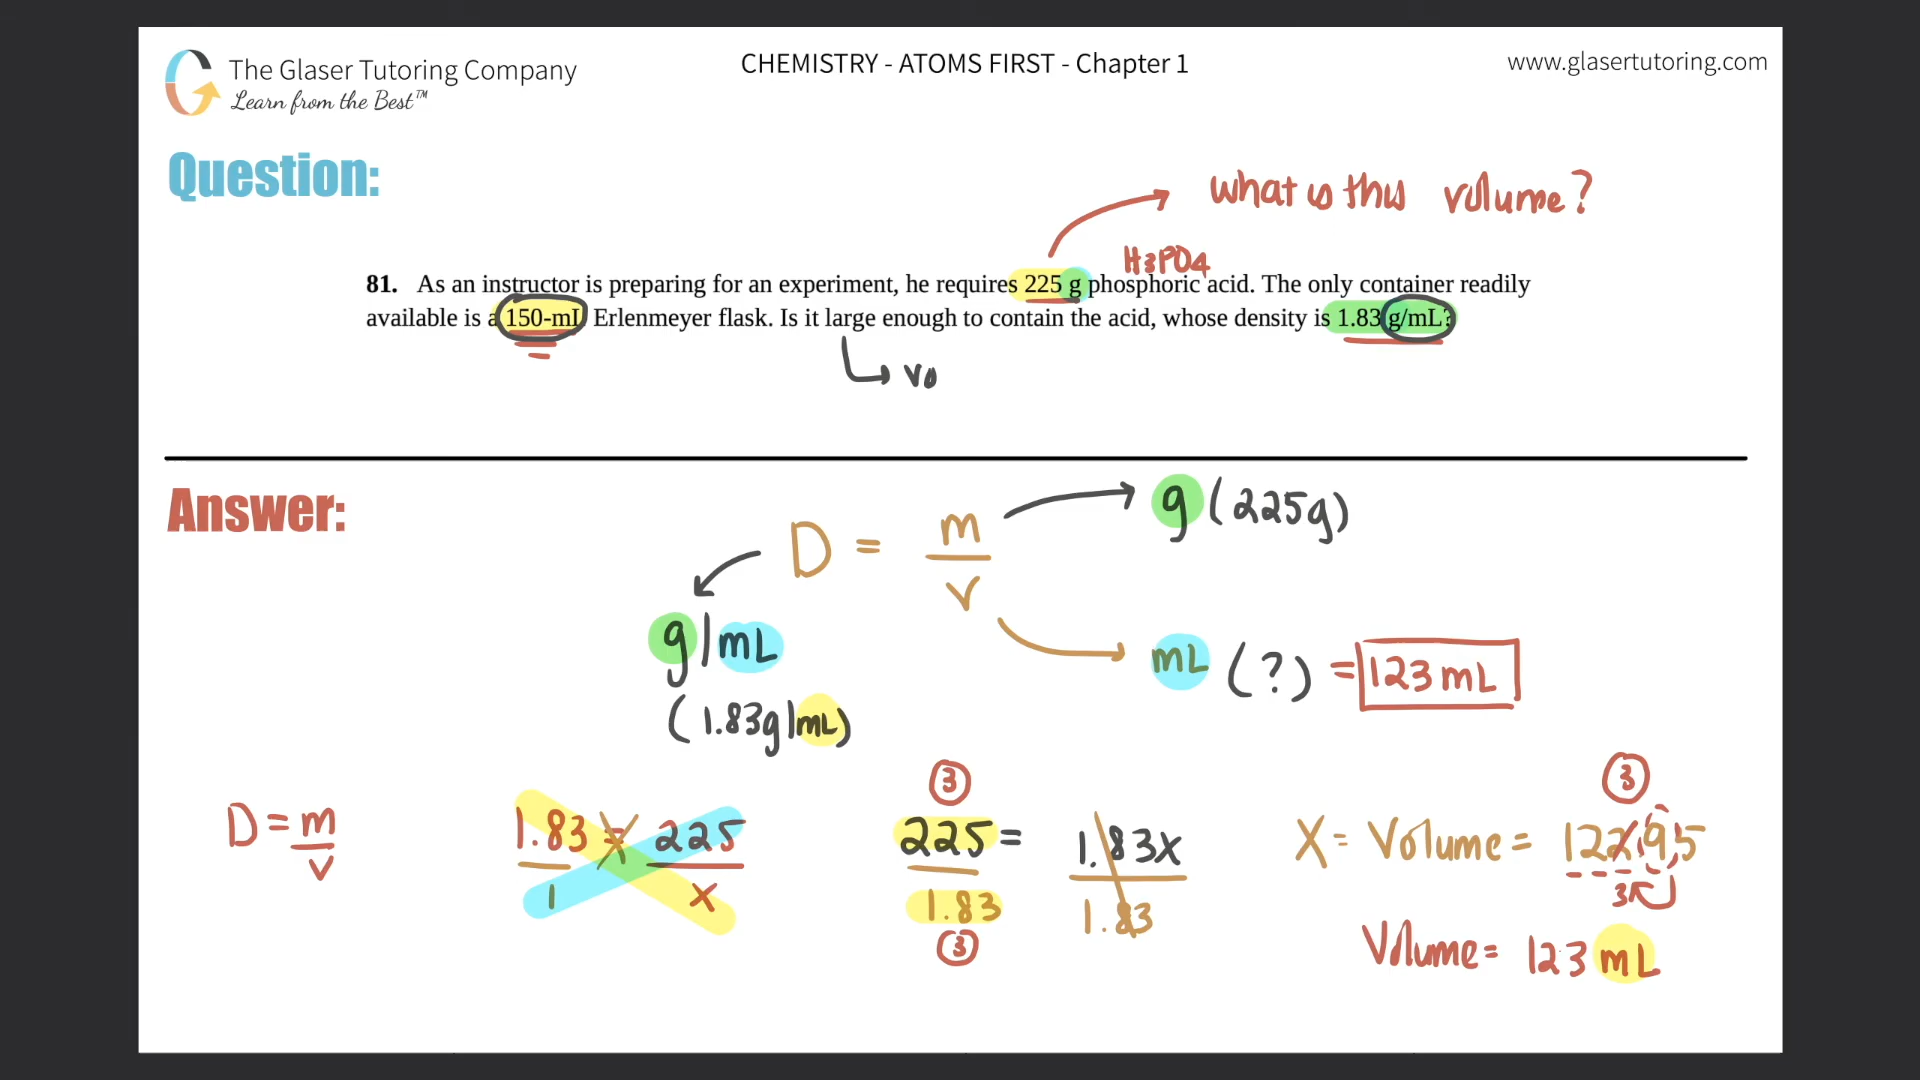 The Glaser Tutoring Company
Learn from the Best™
CHEMISTRY - ATOMS FIRST - Chapter 1
www.glasertutoring.com
Question:
What is this volume?
H3PO4
81. As an instructor is preparing for an experiment, he requires 225 g phosphoric acid. The only container readily
available is a 150-mL Erlenmeyer flask. Is it large enough to contain the acid, whose density is 1.83 g/mL?
vo
Answer:
D = m/v
g (225g)
g/mL
(1.83g/mL)
mL (?) = 123 mL
D = m/v
1.83/1 = 225/x
3
225/1.83 = 1.83x/1.83
3
3
X = Volume = 122.95
3
Volume = 123 mL